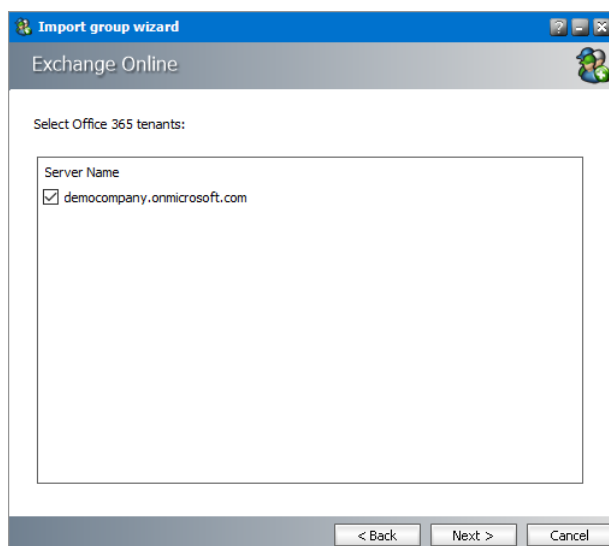 Import group wizard
Exchange Online
Select Office 365 tenants:
Server Name
democompany.onmicrosoft.com
< Back Next > Cancel